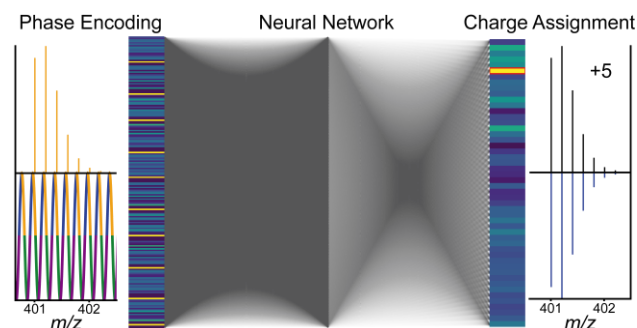 Phase Encoding Neural Network Charge Assignment
+5
401 402 401 402
m/z m/z